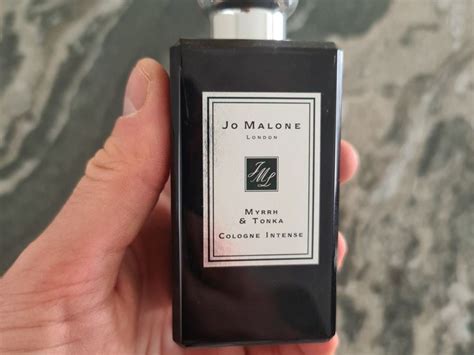 JO MALONE
LONDON
JML
MYRRH
& TONKA
COLOGNE INTENSE